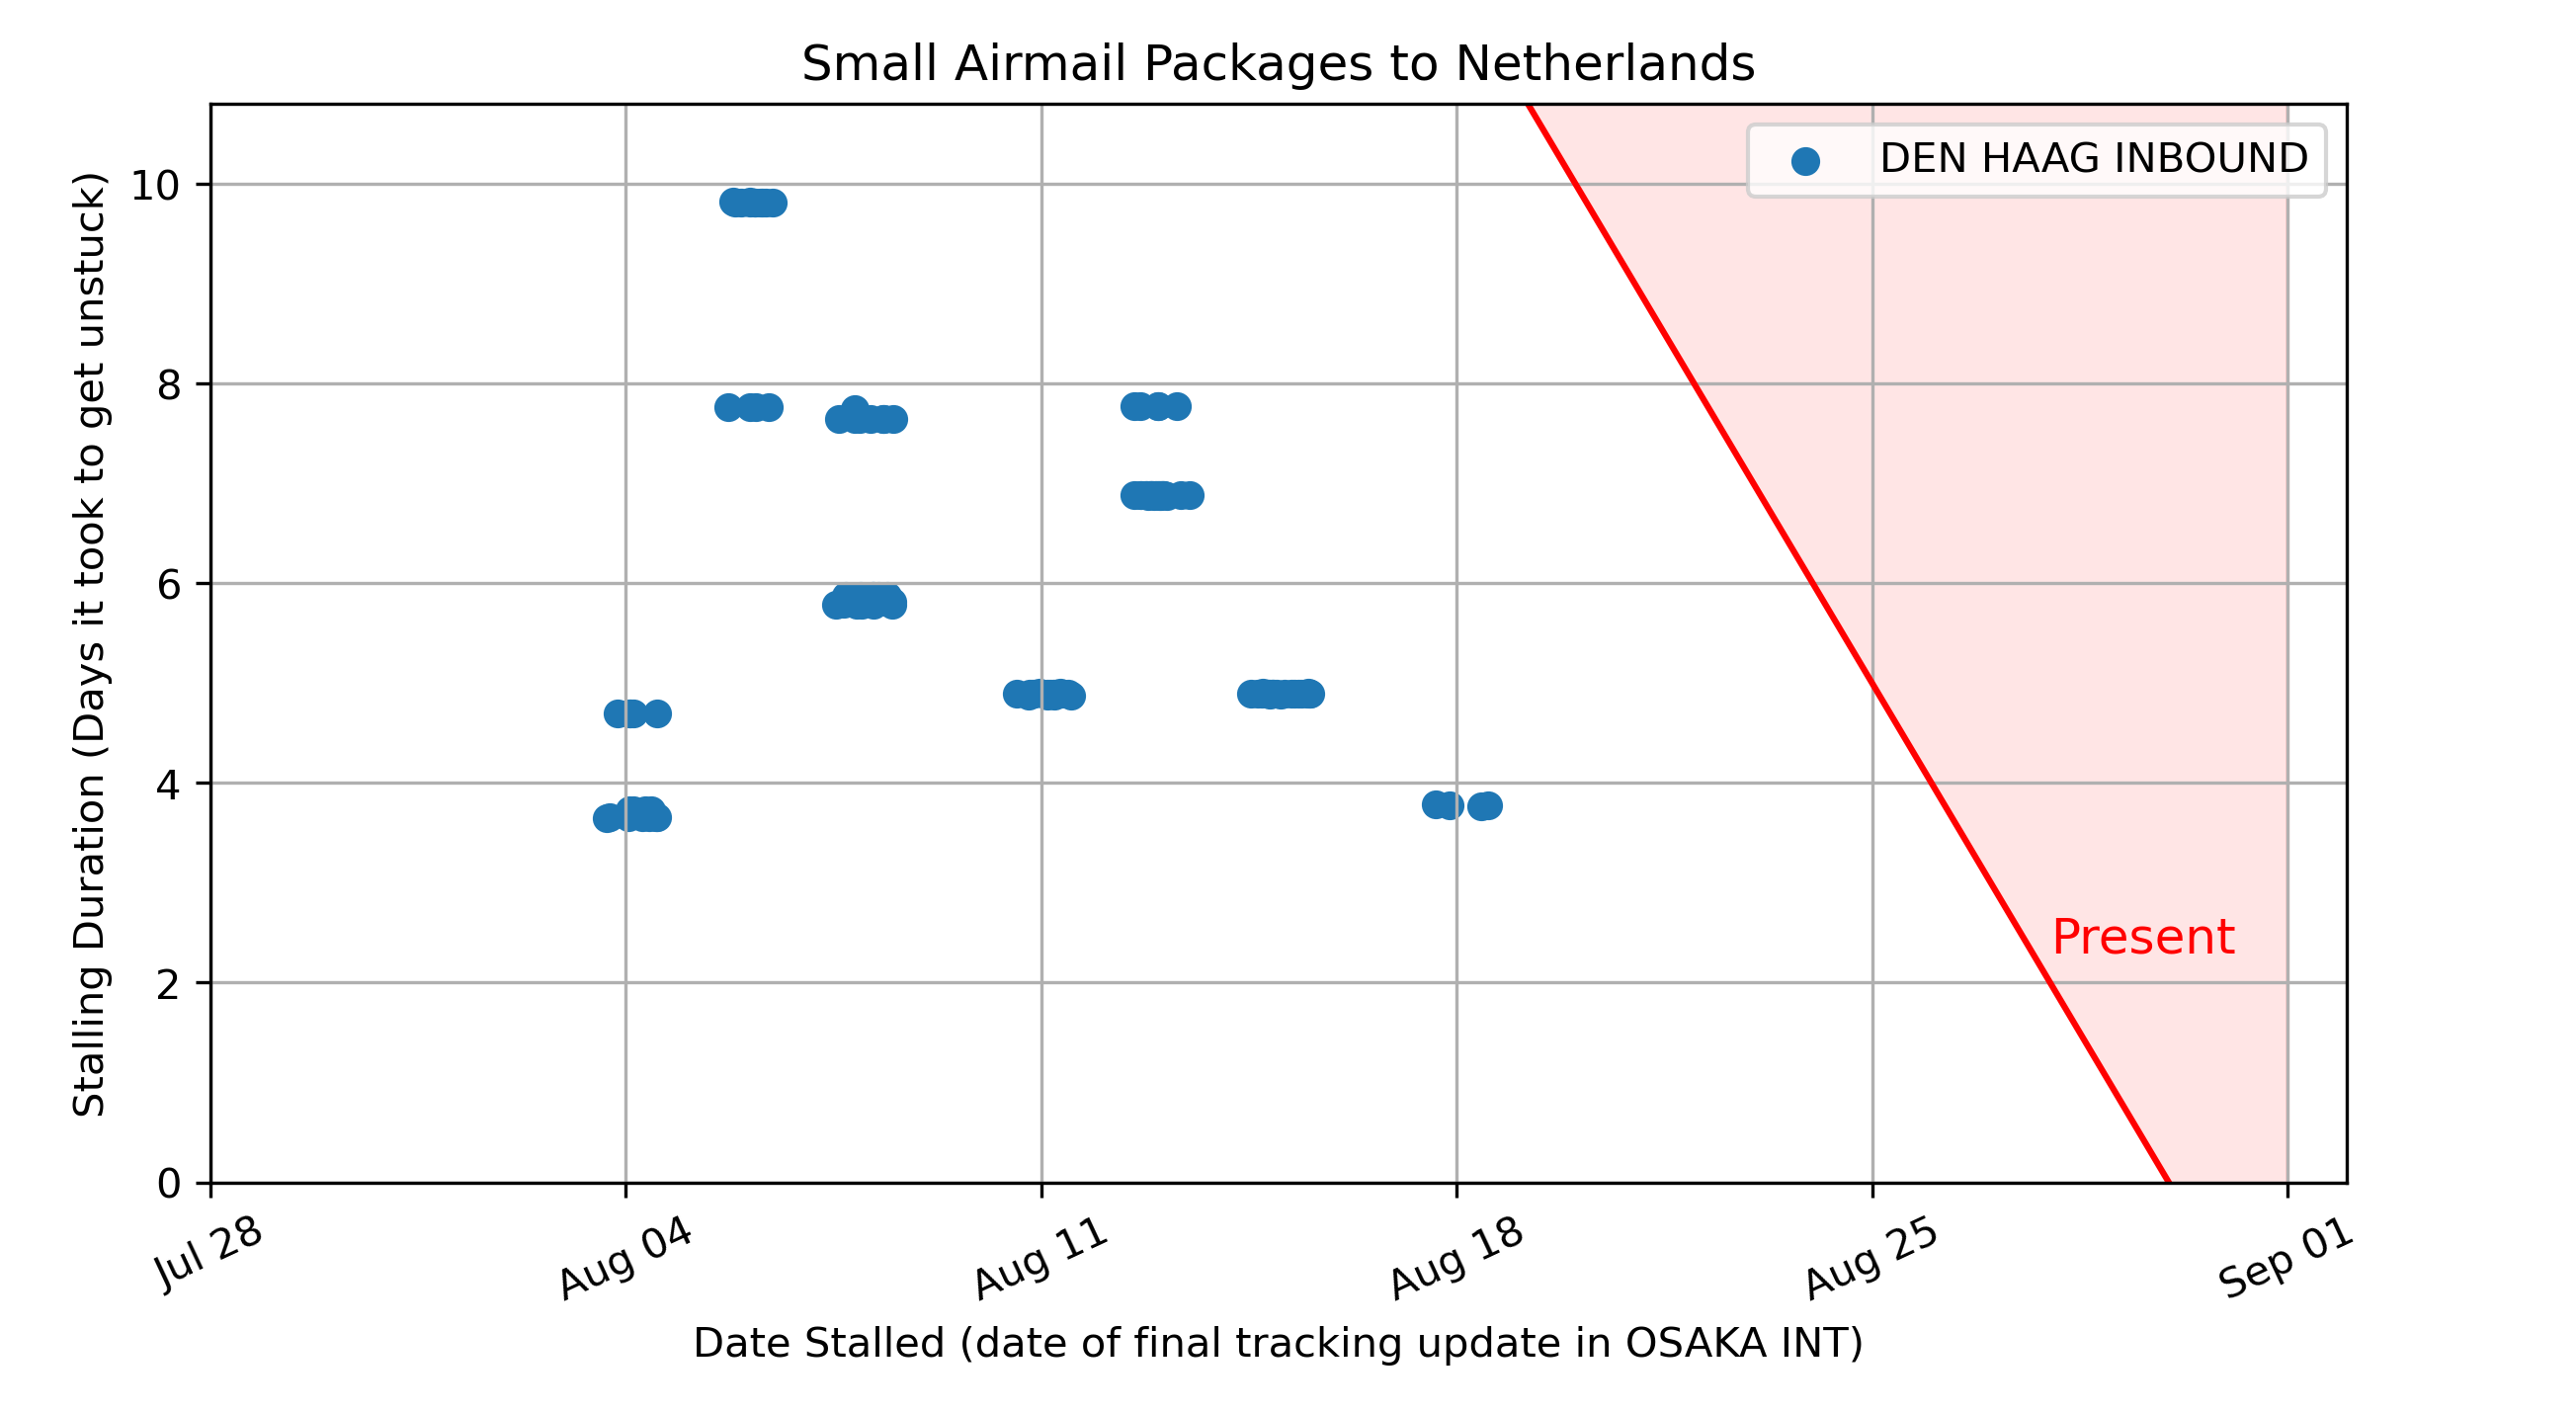 Small Airmail Packages to Netherlands
DEN HAAG INBOUND
Stalling Duration (Days it took to get unstuck)
10
8
6
4
2
0
Present
Jul 28
Aug 04
Aug 11
Aug 18
Aug 25
Sep 01
Date Stalled (date of final tracking update in OSAKA INT)